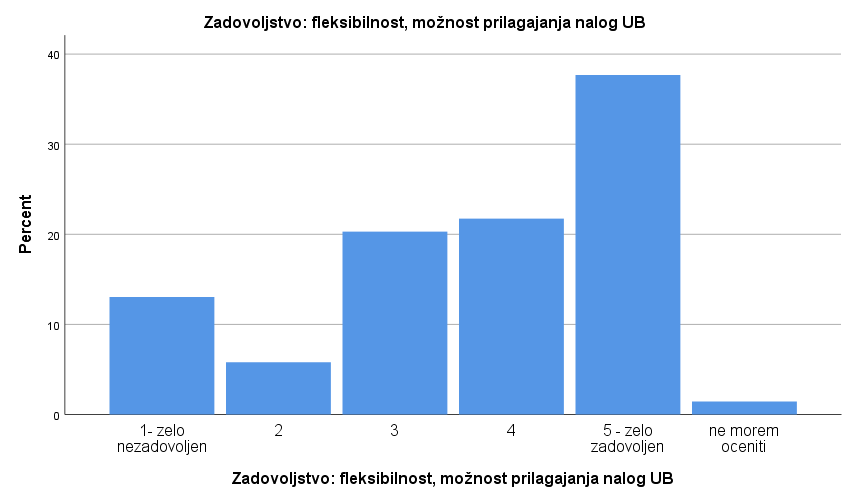 Zadovoljstvo: fleksibilnost, možnost prilagajanja nalog UB
40
30
20
10
0
Percent
1- zelo nezadovoljen
2
3
4
5 - zelo zadovoljen
ne morem oceniti
Zadovoljstvo: fleksibilnost, možnost prilagajanja nalog UB